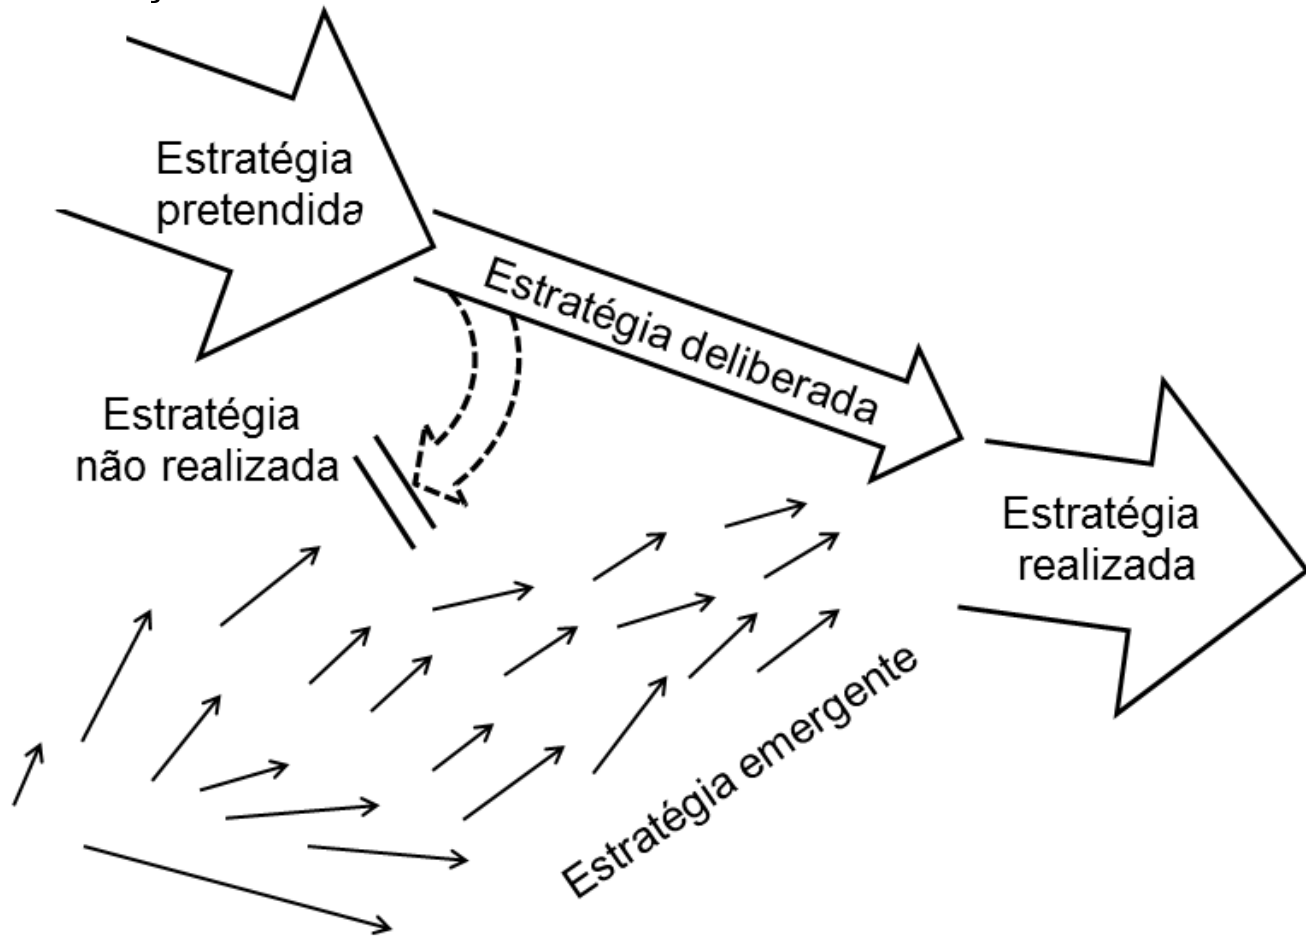 Estratégia
pretendida
Estratégia deliberada
Estratégia
não realizada
Estratégia
realizada
Estratégia emergente